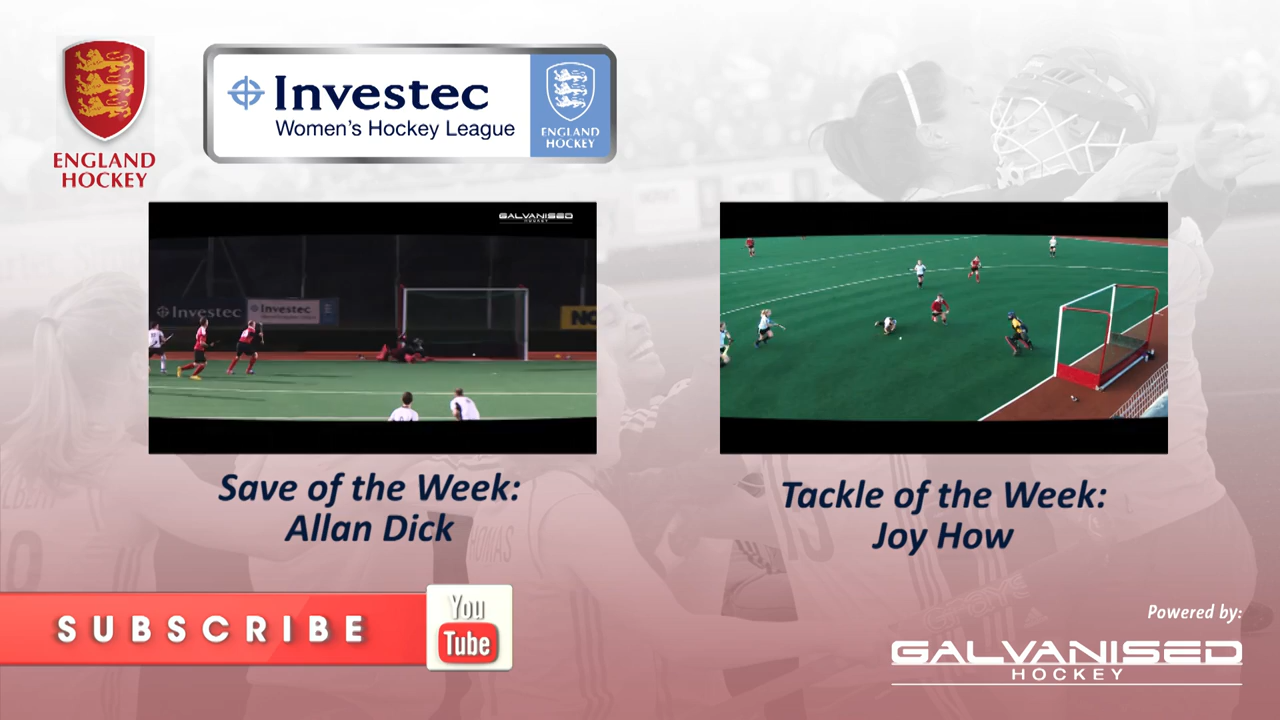 ENGLAND
HOCKEY
Investec
Women's Hockey League
ENGLAND
HOCKEY
GALVANISED
HOCKEY
Investec
Investec
Save of the Week:
Allan Dick
Tackle of the Week:
Joy How
SUBSCRIBE
You
Tube
Powered by:
GALVANISED
HOCKEY